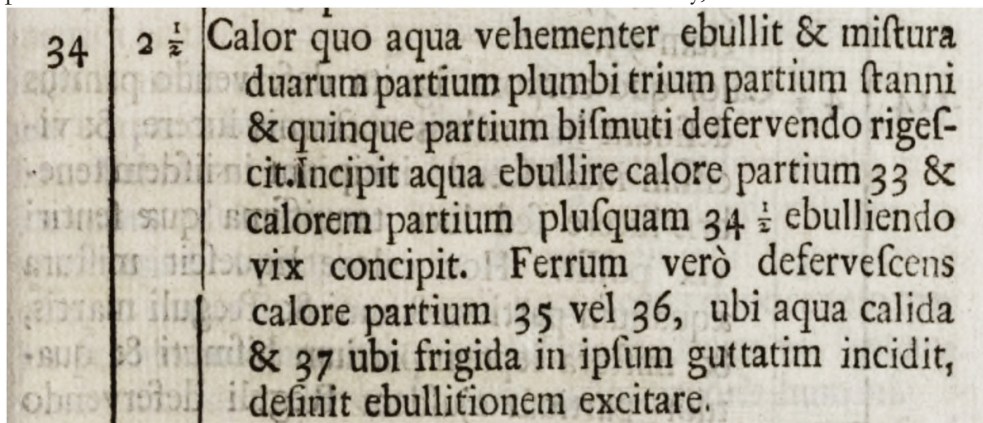 34 2 ½ Calor quo aqua vehementer ebullit & miſtura
duarum partium plumbi trium partium ſtanni
& quinque partium biſmuti defervendo rigeſ-
cit. Incipit aqua ebullire calore partium 33 &
calorem partium pluſquam 34 ½ ebulliendo
vix concipit. Ferrum verò deferveſcens
calore partium 35 vel 36, ubi aqua calida
& 37 ubi frigida in ipſum guttatim incidit,
deſinit ebullitionem excitare.